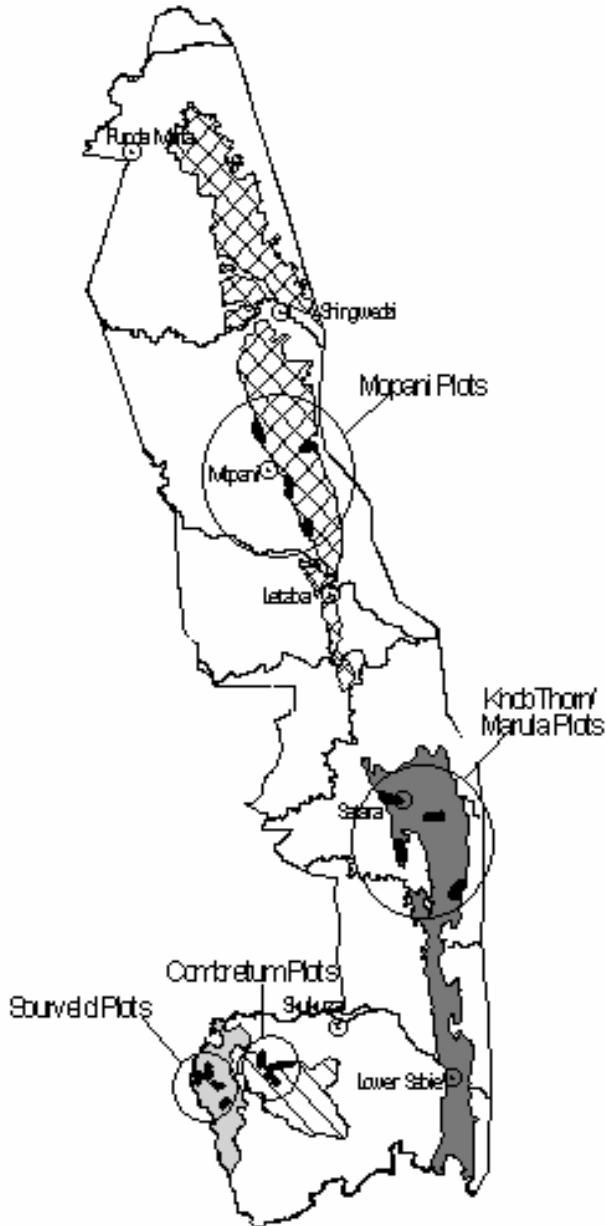 Punda Maria
Shingwedzi
Mopani Plots
Mopani
Letaba
Knob Thorn/
Marula Plots
Satara
Combretum Plots
Skukuza
Sourveld Plots
Lower Sabie